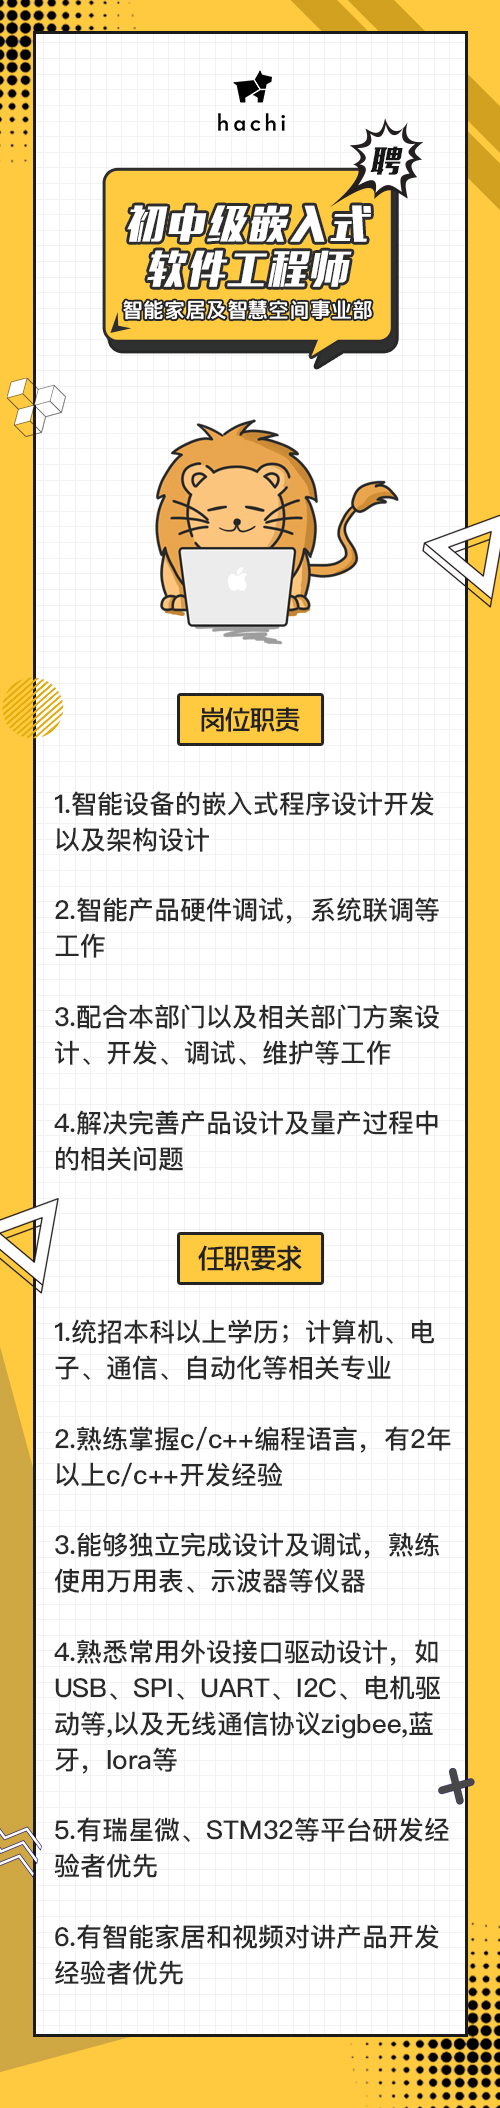 hachi
聘
初中级嵌入式
软件工程师
智能家居及智慧空间事业部
岗位职责
1.智能设备的嵌入式程序设计开发
以及架构设计
2.智能产品硬件调试，系统联调等
工作
3.配合本部门以及相关部门方案设
计、开发、调试、维护等工作
4.解决完善产品设计及量产过程中
的相关问题
任职要求
1.统招本科以上学历；计算机、电
子、通信、自动化等相关专业
2.熟练掌握c/c++编程语言，有2年
以上c/c++开发经验
3.能够独立完成设计及调试，熟练
使用万用表、示波器等仪器
4.熟悉常用外设接口驱动设计，如
USB、SPI、UART、I2C、电机驱
动等,以及无线通信协议zigbee,蓝
牙，lora等
5.有瑞星微、STM32等平台研发经
验者优先
6.有智能家居和视频对讲产品开发
经验者优先